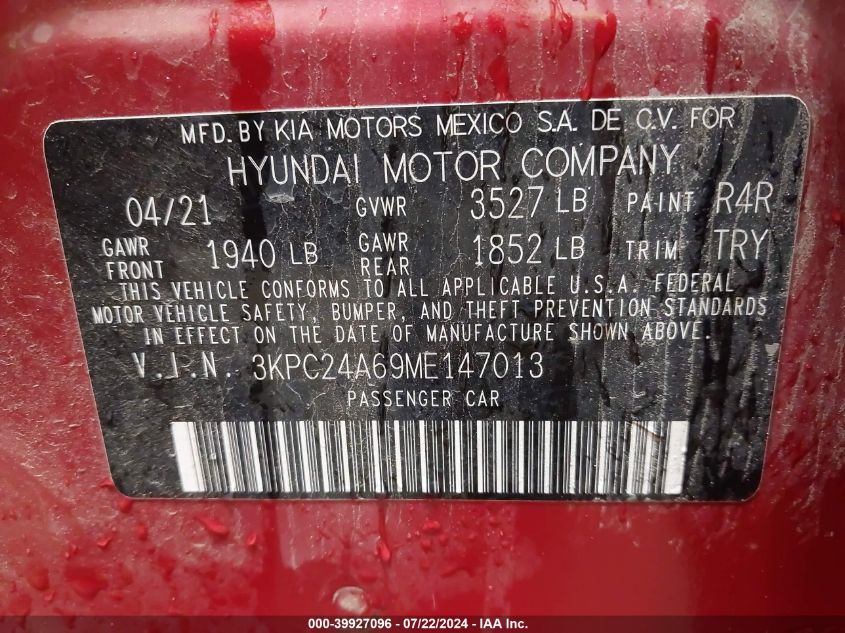 MFD. BY KIA MOTORS MEXICO S.A. DE C.V. FOR
HYUNDAI MOTOR COMPANY
04/21 GVWR 3527 LB PAINT R4R
GAWR FRONT 1940 LB GAWR REAR 1852 LB TRIM TRY
THIS VEHICLE CONFORMS TO ALL APPLICABLE U.S.A. FEDERAL
MOTOR VEHICLE SAFETY, BUMPER, AND THEFT PREVENTION STANDARDS
IN EFFECT ON THE DATE OF MANUFACTURE SHOWN ABOVE.
V.I.N. 3KPC24A69ME147013
PASSENGER CAR
000-39927096 - 07/22/2024 - IAA Inc.